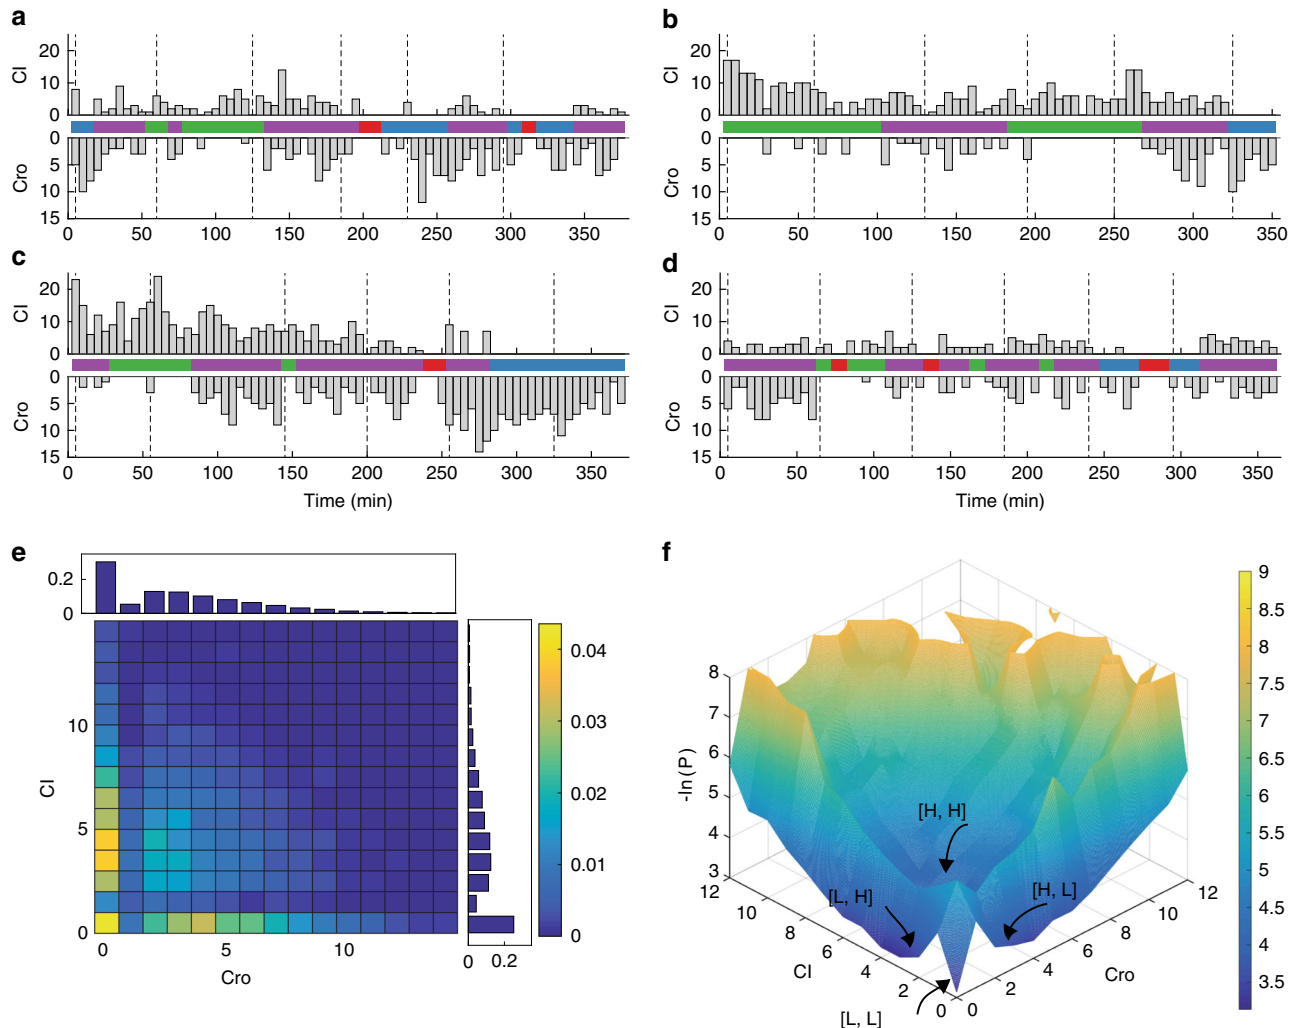 a
20
10
0
CI
0
5
10
15
Cro
0 50 100 150 200 250 300 350
b
20
10
0
CI
0
5
10
15
Cro
0 50 100 150 200 250 300 350
c
20
10
0
CI
0
5
10
15
Cro
0 50 100 150 200 250 300 350
Time (min)
d
20
10
0
CI
0
5
10
15
Cro
0 50 100 150 200 250 300 350
Time (min)
e
0.2
0
10
5
0
CI
0 5 10
Cro
0 0.2
0.04
0.03
0.02
0.01
0
f
8
7
6
5
4
3
-ln(P)
12
10
8
6
4
2
0
CI
0
2
4
6
8
10
12
Cro
[H, H]
[L, H]
[H, L]
[L, L]
9
8.5
8
7.5
7
6.5
6
5.5
5
4.5
4
3.5